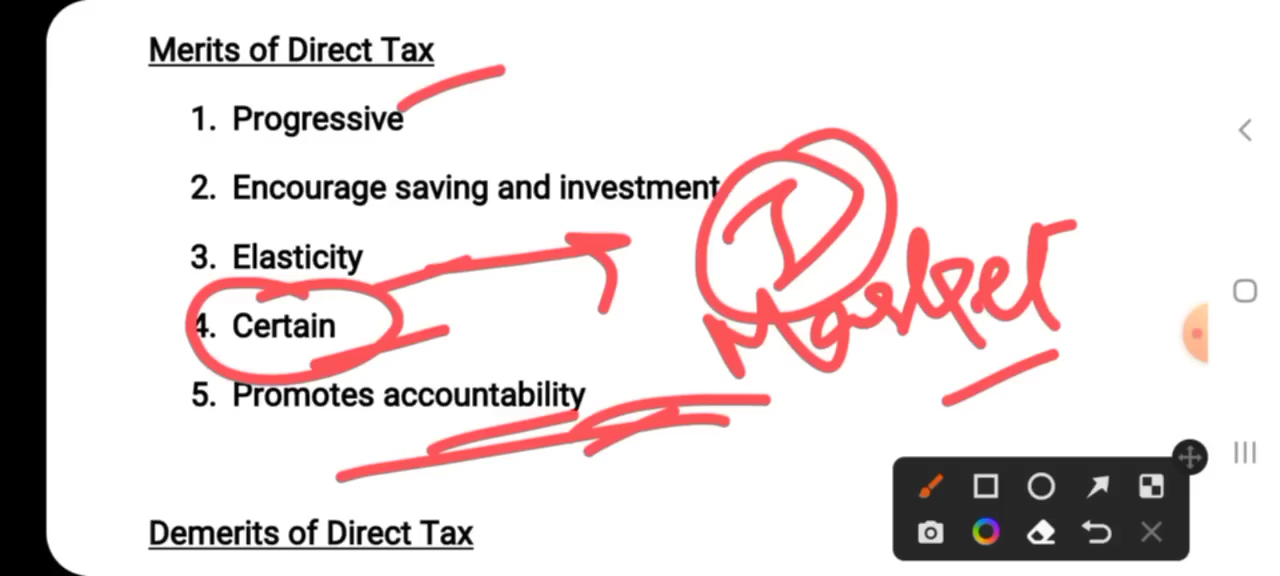 Merits of Direct Tax
1. Progressive
2. Encourage saving and investment
3. Elasticity
4. Certain
5. Promotes accountability
Demerits of Direct Tax